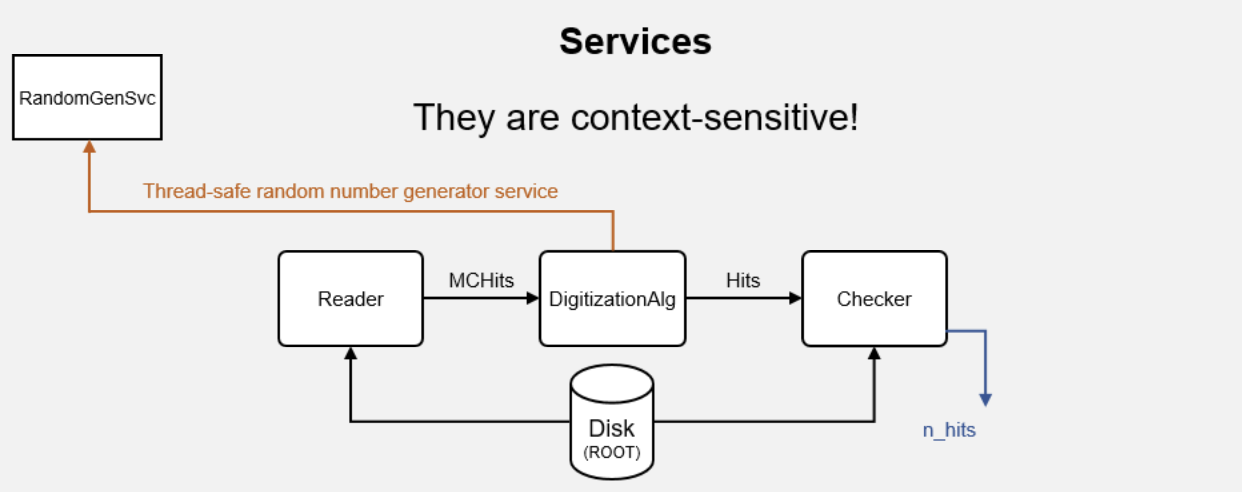 Services
RandomGenSvc
They are context-sensitive!
Thread-safe random number generator service
Reader
MCHits
DigitizationAlg
Hits
Checker
Disk
(ROOT)
n_hits